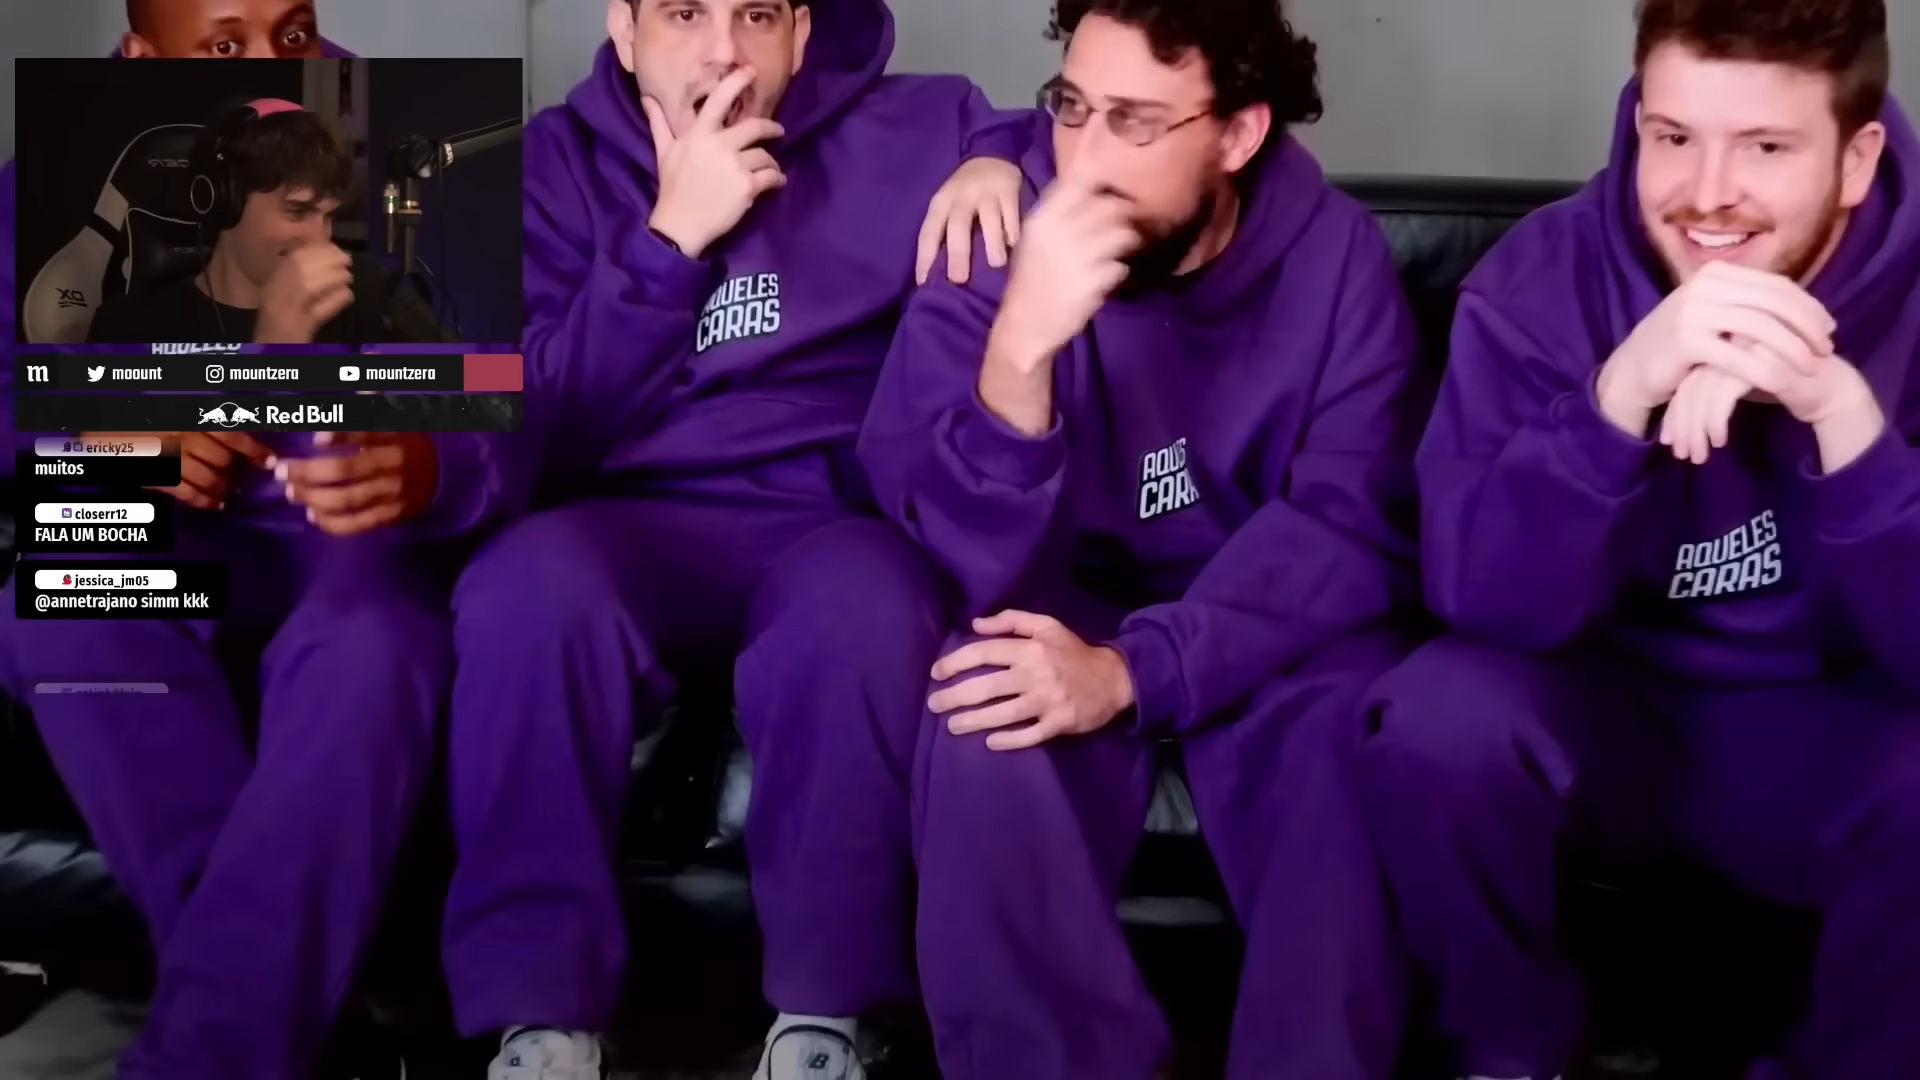 m moount mountzera mountzera
Red Bull
ericky25
muitos
closerr12
FALA UM BOCHA
jessica_jm05
@annetrajano simm kkk
AQUELES
CARAS
CARAS
AQUELES
CARAS